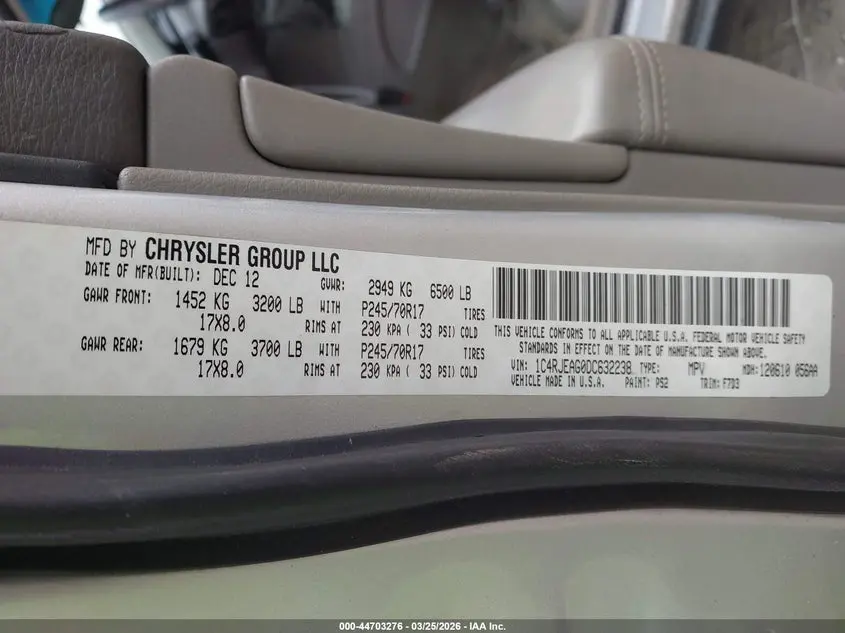 MFD BY CHRYSLER GROUP LLC
DATE OF MFR(BUILT): DEC 12 GVWR: 2949 KG 6500 LB
GAWR FRONT: 1452 KG 3200 LB WITH P245/70R17 TIRES
17X8.0 RIMS AT 230 KPA ( 33 PSI) COLD
GAWR REAR: 1679 KG 3700 LB WITH P245/70R17 TIRES
17X8.0 RIMS AT 230 KPA ( 33 PSI) COLD
THIS VEHICLE CONFORMS TO ALL APPLICABLE U.S.A. FEDERAL MOTOR VEHICLE SAFETY
STANDARDS IN EFFECT ON THE DATE OF MANUFACTURE SHOWN ABOVE.
VIN: 1C4RJEAG0DC632238 TYPE: MPV MDH: 120610 056AA
VEHICLE MADE IN U.S.A. PAINT: PS2 TRIM: F7D3
000-44703276 | 03/25/2026 | IAA Inc.